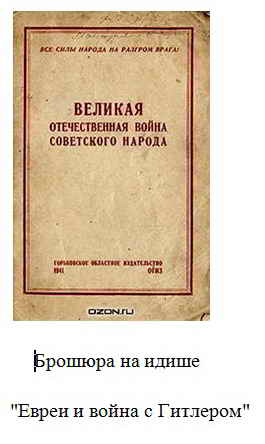 ВСЕ СИЛЫ НАРОДА НА РАЗГРОМ ВРАГА!
ВЕЛИКАЯ
ОТЕЧЕСТВЕННАЯ ВОЙНА
СОВЕТСКОГО НАРОДА
ГОРЬКОВСКОЕ ОБЛАСТНОЕ ИЗДАТЕЛЬСТВО
1941 ОГИЗ
OZON.ru
Брошюра на идише
"Евреи и война с Гитлером"